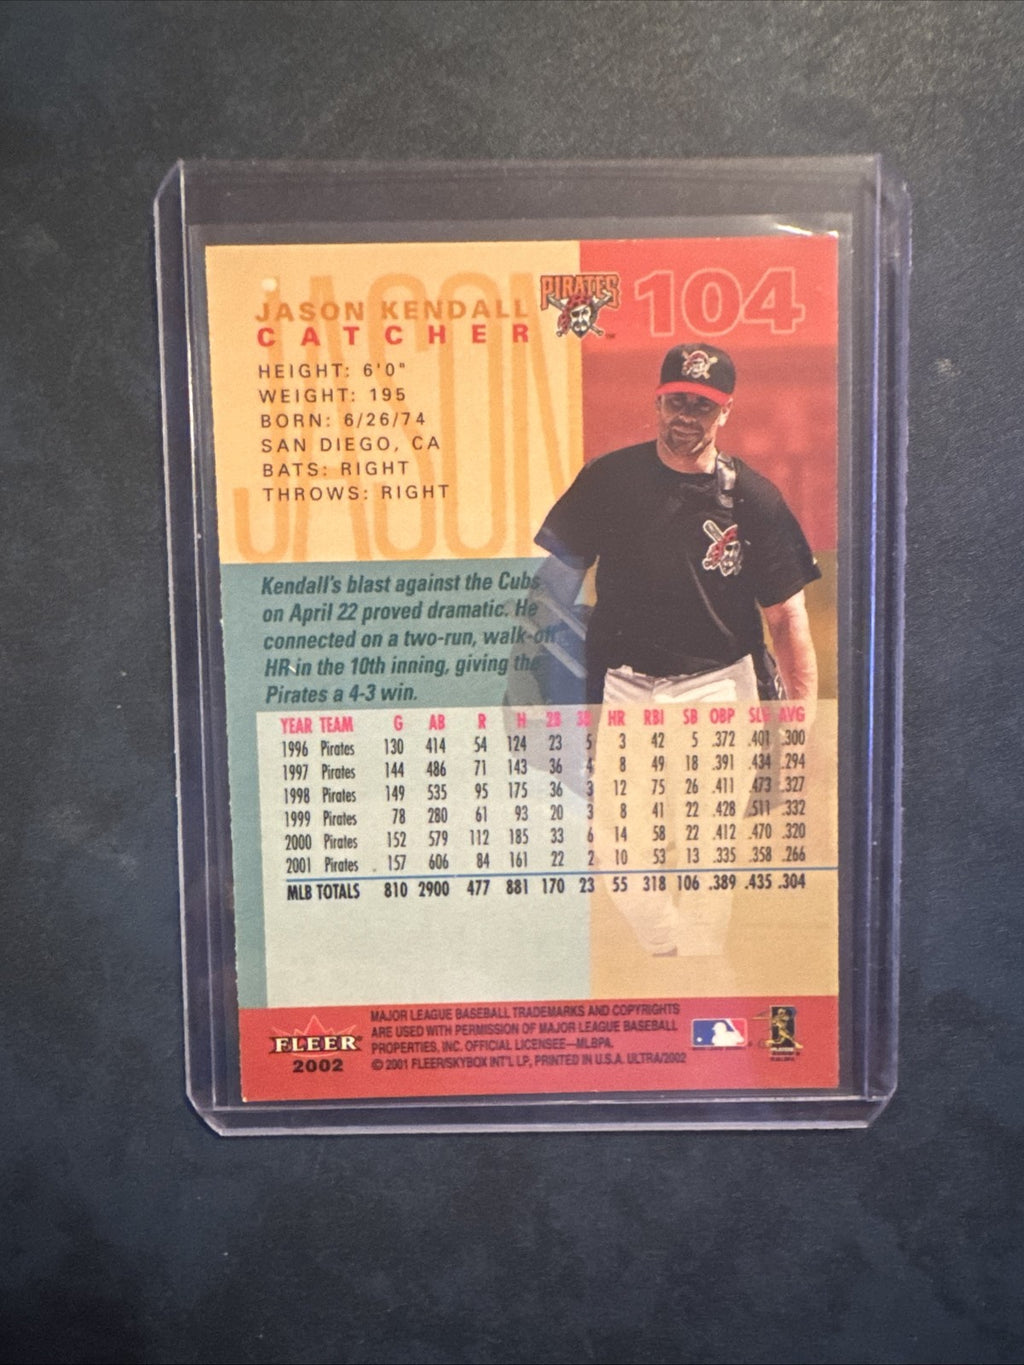 JASON
JASON KENDALL
CATCHER
PIRATES
104
HEIGHT: 6'0"
WEIGHT: 195
BORN: 6/26/74
SAN DIEGO, CA
BATS: RIGHT
THROWS: RIGHT
Kendall's blast against the Cubs
on April 22 proved dramatic. He
connected on a two-run, walk-off
HR in the 10th inning, giving the
Pirates a 4-3 win.
YEAR TEAM G AB R H 2B 3B HR RBI SB OBP SLG AVG
1996 Pirates 130 414 54 124 23 5 3 42 5 .372 .401 .300
1997 Pirates 144 486 71 143 36 4 8 49 18 .391 .434 .294
1998 Pirates 149 535 95 175 36 3 12 75 26 .411 .473 .327
1999 Pirates 78 280 61 93 20 3 8 41 22 .428 .511 .332
2000 Pirates 152 579 112 185 33 6 14 58 22 .412 .470 .320
2001 Pirates 157 606 84 161 22 2 10 53 13 .335 .358 .266
MLB TOTALS 810 2900 477 881 170 23 55 318 106 .389 .435 .304
FLEER
2002
MAJOR LEAGUE BASEBALL TRADEMARKS AND COPYRIGHTS
ARE USED WITH PERMISSION OF MAJOR LEAGUE BASEBALL
PROPERTIES, INC. OFFICIAL LICENSEE—MLBPA.
© 2001 FLEER/SKYBOX INT'L LP, PRINTED IN U.S.A. ULTRA/2002